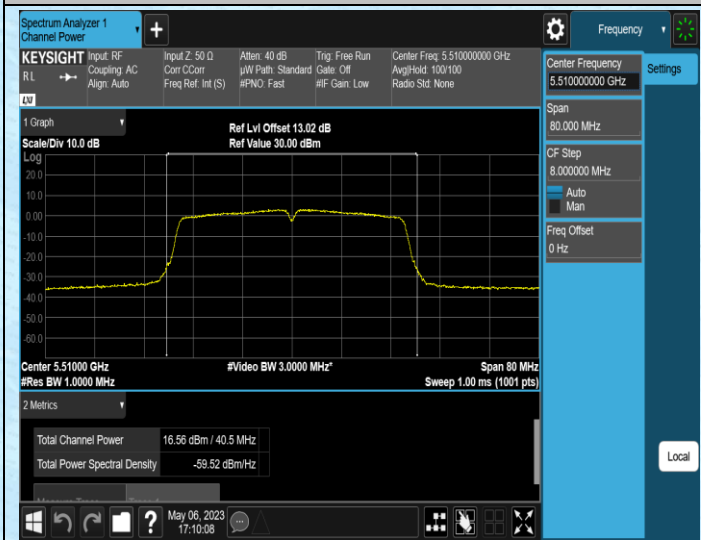 Spectrum Analyzer 1
Channel Power
+
Frequency
KEYSIGHT
RL
LXI
Input: RF
Coupling: AC
Align: Auto
Input Z: 50 Ω
Corr CCorr
Freq Ref: Int (S)
Atten: 40 dB
µW Path: Standard
#PNO: Fast
Trig: Free Run
Gate: Off
#IF Gain: Low
Center Freq: 5.510000000 GHz
Avg|Hold: 100/100
Radio Std: None
Center Frequency
5.510000000 GHz
Settings
Span
80.000 MHz
CF Step
8.000000 MHz
Auto
Man
Freq Offset
0 Hz
1 Graph
Scale/Div 10.0 dB
Ref Lvl Offset 13.02 dB
Ref Value 30.00 dBm
Log
20.0
10.0
0.00
-10.0
-20.0
-30.0
-40.0
-50.0
-60.0
Center 5.51000 GHz
#Video BW 3.0000 MHz*
Span 80 MHz
#Res BW 1.0000 MHz
Sweep 1.00 ms (1001 pts)
2 Metrics
Total Channel Power 16.56 dBm / 40.5 MHz
Total Power Spectral Density -59.52 dBm/Hz
Local
?
May 06, 2023
17:10:08